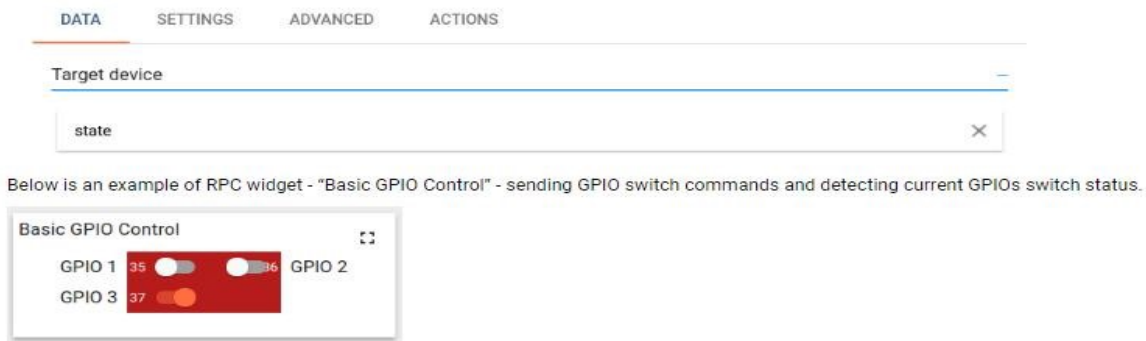 DATA SETTINGS ADVANCED ACTIONS
Target device
state
Below is an example of RPC widget - "Basic GPIO Control" - sending GPIO switch commands and detecting current GPIOs switch status.
Basic GPIO Control
GPIO 1 35 36 GPIO 2
GPIO 3 37